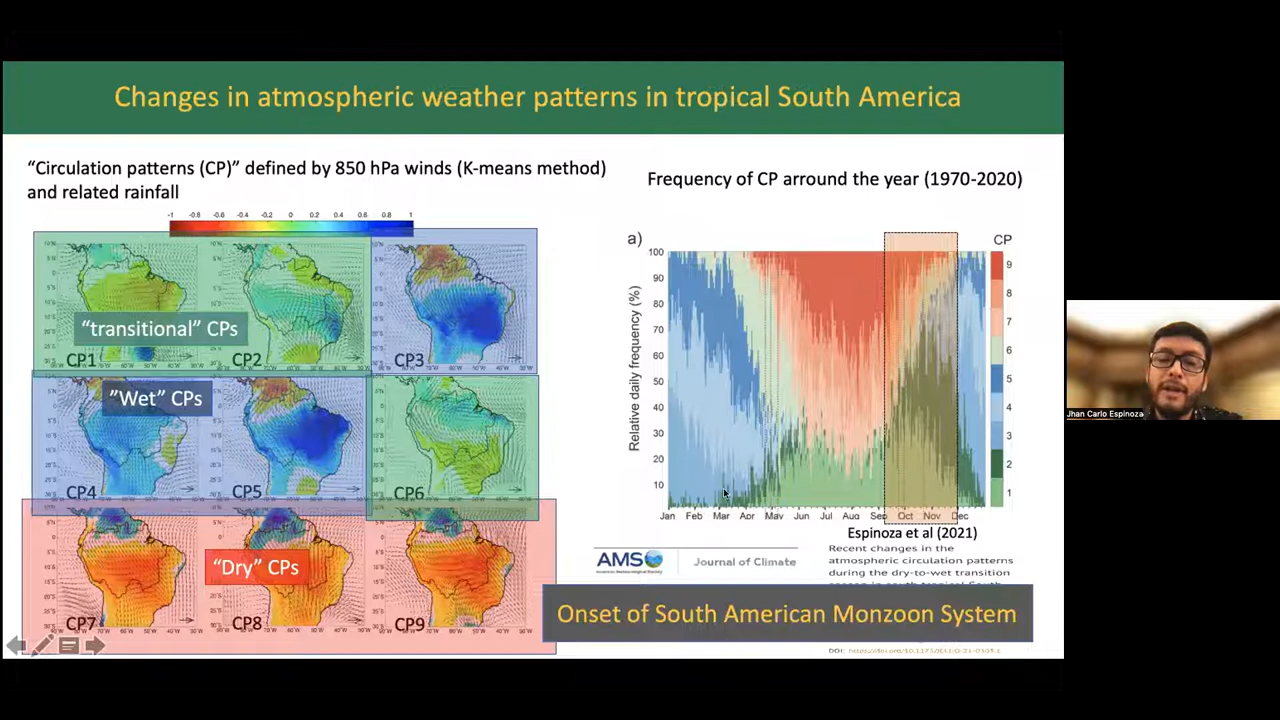 Changes in atmospheric weather patterns in tropical South America
“Circulation patterns (CP)” defined by 850 hPa winds (K-means method)
and related rainfall
-1 -0.8 -0.6 -0.4 -0.2 0 0.2 0.4 0.6 0.8 1
“transitional” CPs
CP1 CP2 CP3
”Wet” CPs
CP4 CP5 CP6
“Dry” CPs
CP7 CP8 CP9
Frequency of CP arround the year (1970-2020)
a)
CP
Relative daily frequency (%)
100
90
80
70
60
50
40
30
20
10
9
8
7
6
5
4
3
2
1
Jan Feb Mar Apr May Jun Jul Aug Sep Oct Nov Dec
Espinoza et al (2021)
AMS
American Meteorological Society
Journal of Climate
Recent changes in the
atmospheric circulation patterns
during the dry-to-wet transition
Onset of South American Monzoon System
Jhan Carlo Espinoza